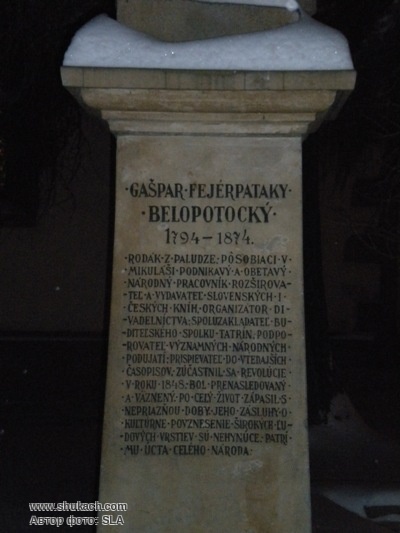 ·GAŠPAR·FEJÉRPATAKY·
·BELOPOTOCKÝ·
1794–1874.
RODÁK·Z·PALUDZE·PÔSOBIACI·V
MIKULÁŠI·PODNIKAVÝ·A·OBETAVÝ
NÁRODNÝ·PRACOVNÍK·ROZŠIROVA-
TEĽ·A·VYDAVATEĽ·SLOVENSKÝCH·I·
ČESKÝCH·KNÍH,·ORGANIZÁTOR·DI-
VADELNÍCTVA,·SPOLUZAKLADATEĽ·BU-
DITEĽSKÉHO·SPOLKU·TATRÍN,·PODPO-
ROVATEĽ·VÝZNAMNÝCH·NÁRODNÝCH·
PODUJATÍ,·PRISPIEVATEĽ·DO·VTEDAJŠÍCH
ČASOPISOV,·ZÚČASTNIL·SA·REVOLÚCIE
V·ROKU·1848·BOL·PRENASLEDOVANÝ
A·VÄZNENÝ·PO·CELÝ·ŽIVOT·ZÁPASIL·S
NEPRIAZŇOU·DOBY·JEHO·ZÁSLUHY·O
KULTÚRNE·POVZNESENIE·ŠIROKÝCH·ĽU-
DOVÝCH·VRSTIEV·SÚ·NEHYNÚCE·PATRÍ
MU·ÚCTA·CELÉHO·NÁRODA·
www.shukach.com
Автор фото: SLA